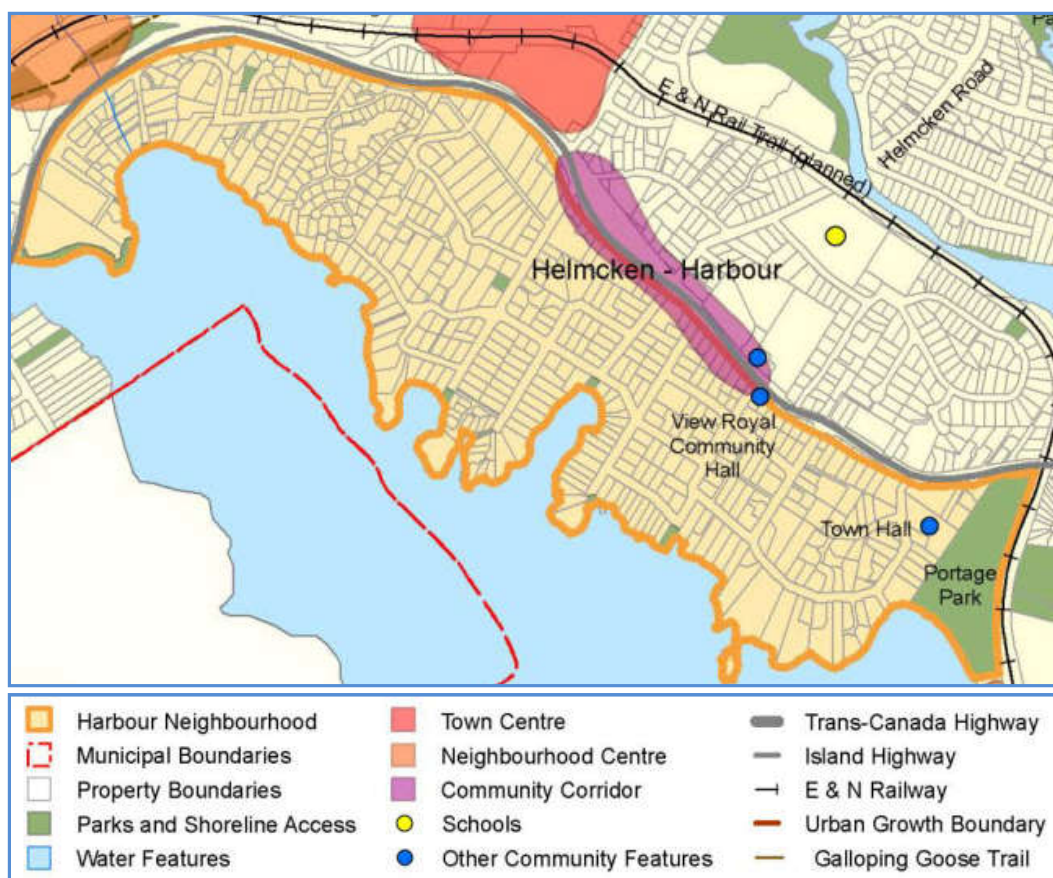 E & N Rail Trail (planned)
Helmcken Road
Helmcken - Harbour
View Royal
Community
Hall
Town Hall
Portage
Park
Harbour Neighbourhood
Municipal Boundaries
Property Boundaries
Parks and Shoreline Access
Water Features
Town Centre
Neighbourhood Centre
Community Corridor
Schools
Other Community Features
Trans-Canada Highway
Island Highway
E & N Railway
Urban Growth Boundary
Galloping Goose Trail